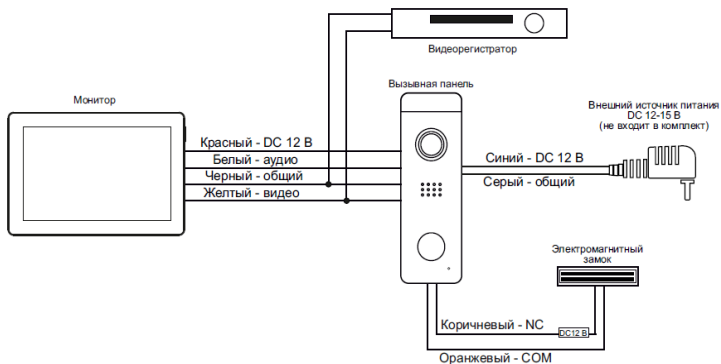 Видеорегистратор
Вызывная панель
Монитор
Внешний источник питания
DC 12-15 В
(не входит в комплект)
Красный - DC 12 В
Белый - аудио
Черный - общий
Желтый - видео
Синий - DC 12 В
Серый - общий
Электромагнитный
замок
Коричневый - NC
DC12 В
Оранжевый - COM